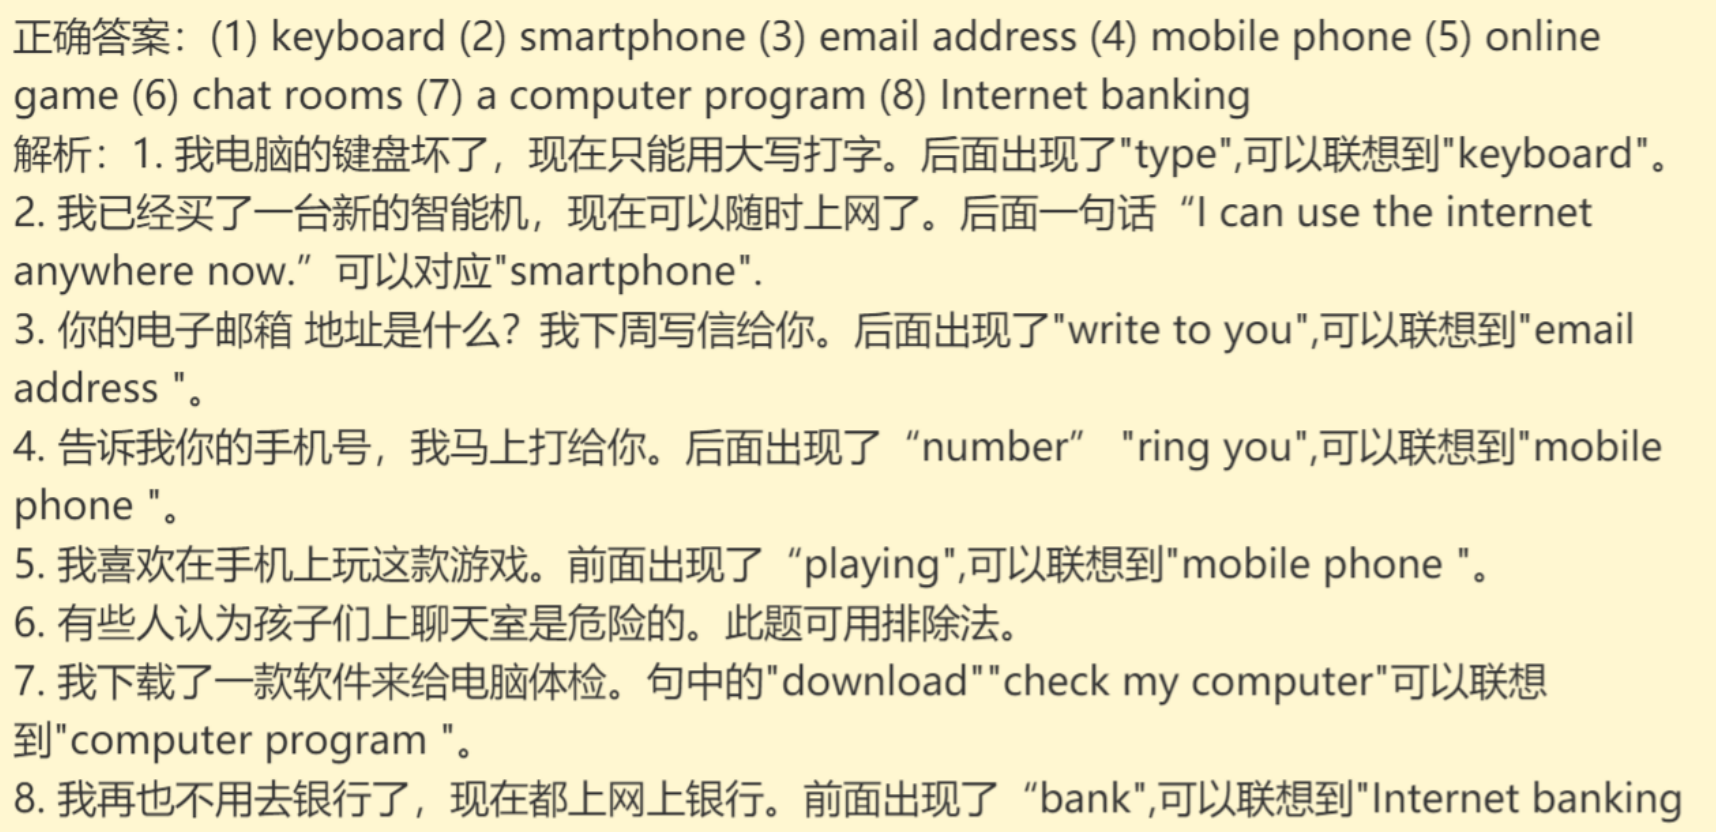 正确答案：(1) keyboard (2) smartphone (3) email address (4) mobile phone (5) online
game (6) chat rooms (7) a computer program (8) Internet banking
解析：1. 我电脑的键盘坏了，现在只能用大写打字。后面出现了"type",可以联想到"keyboard"。
2. 我已经买了一台新的智能机，现在可以随时上网了。后面一句话“I can use the internet
anywhere now.”可以对应"smartphone".
3. 你的电子邮箱 地址是什么？我下周写信给你。后面出现了"write to you",可以联想到"email
address "。
4. 告诉我你的手机号，我马上打给你。后面出现了“number” "ring you",可以联想到"mobile
phone "。
5. 我喜欢在手机上玩这款游戏。前面出现了“playing",可以联想到"mobile phone "。
6. 有些人认为孩子们上聊天室是危险的。此题可用排除法。
7. 我下载了一款软件来给电脑体检。句中的"download""check my computer"可以联想
到"computer program "。
8. 我再也不用去银行了，现在都上网上银行。前面出现了“bank",可以联想到"Internet banking